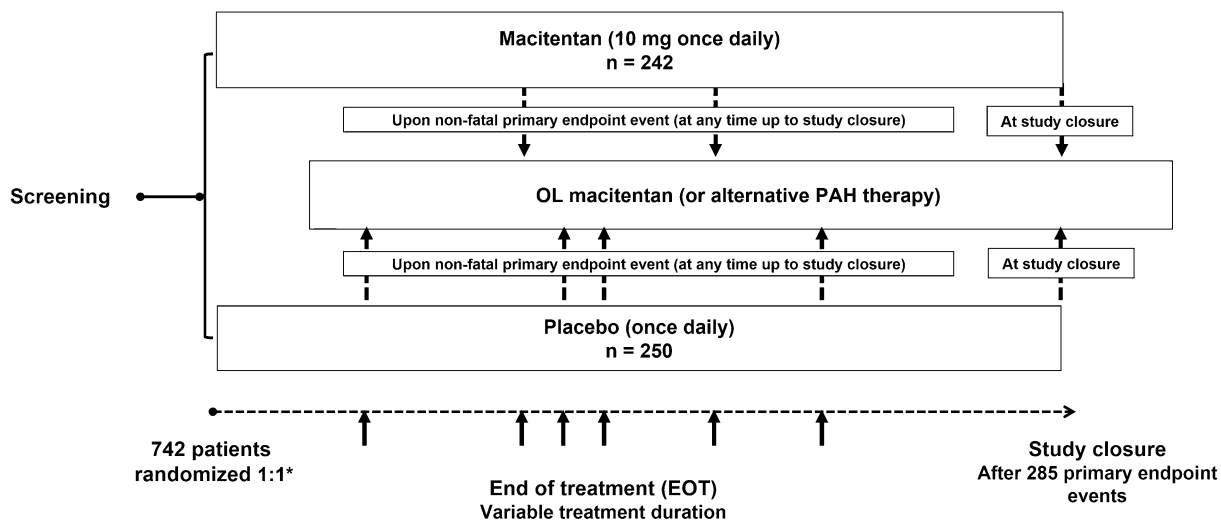 Macitentan (10 mg once daily)
n = 242
Upon non-fatal primary endpoint event (at any time up to study closure)
At study closure
Screening
OL macitentan (or alternative PAH therapy)
Upon non-fatal primary endpoint event (at any time up to study closure)
At study closure
Placebo (once daily)
n = 250
742 patients
randomized 1:1*
End of treatment (EOT)
Variable treatment duration
Study closure
After 285 primary endpoint
events